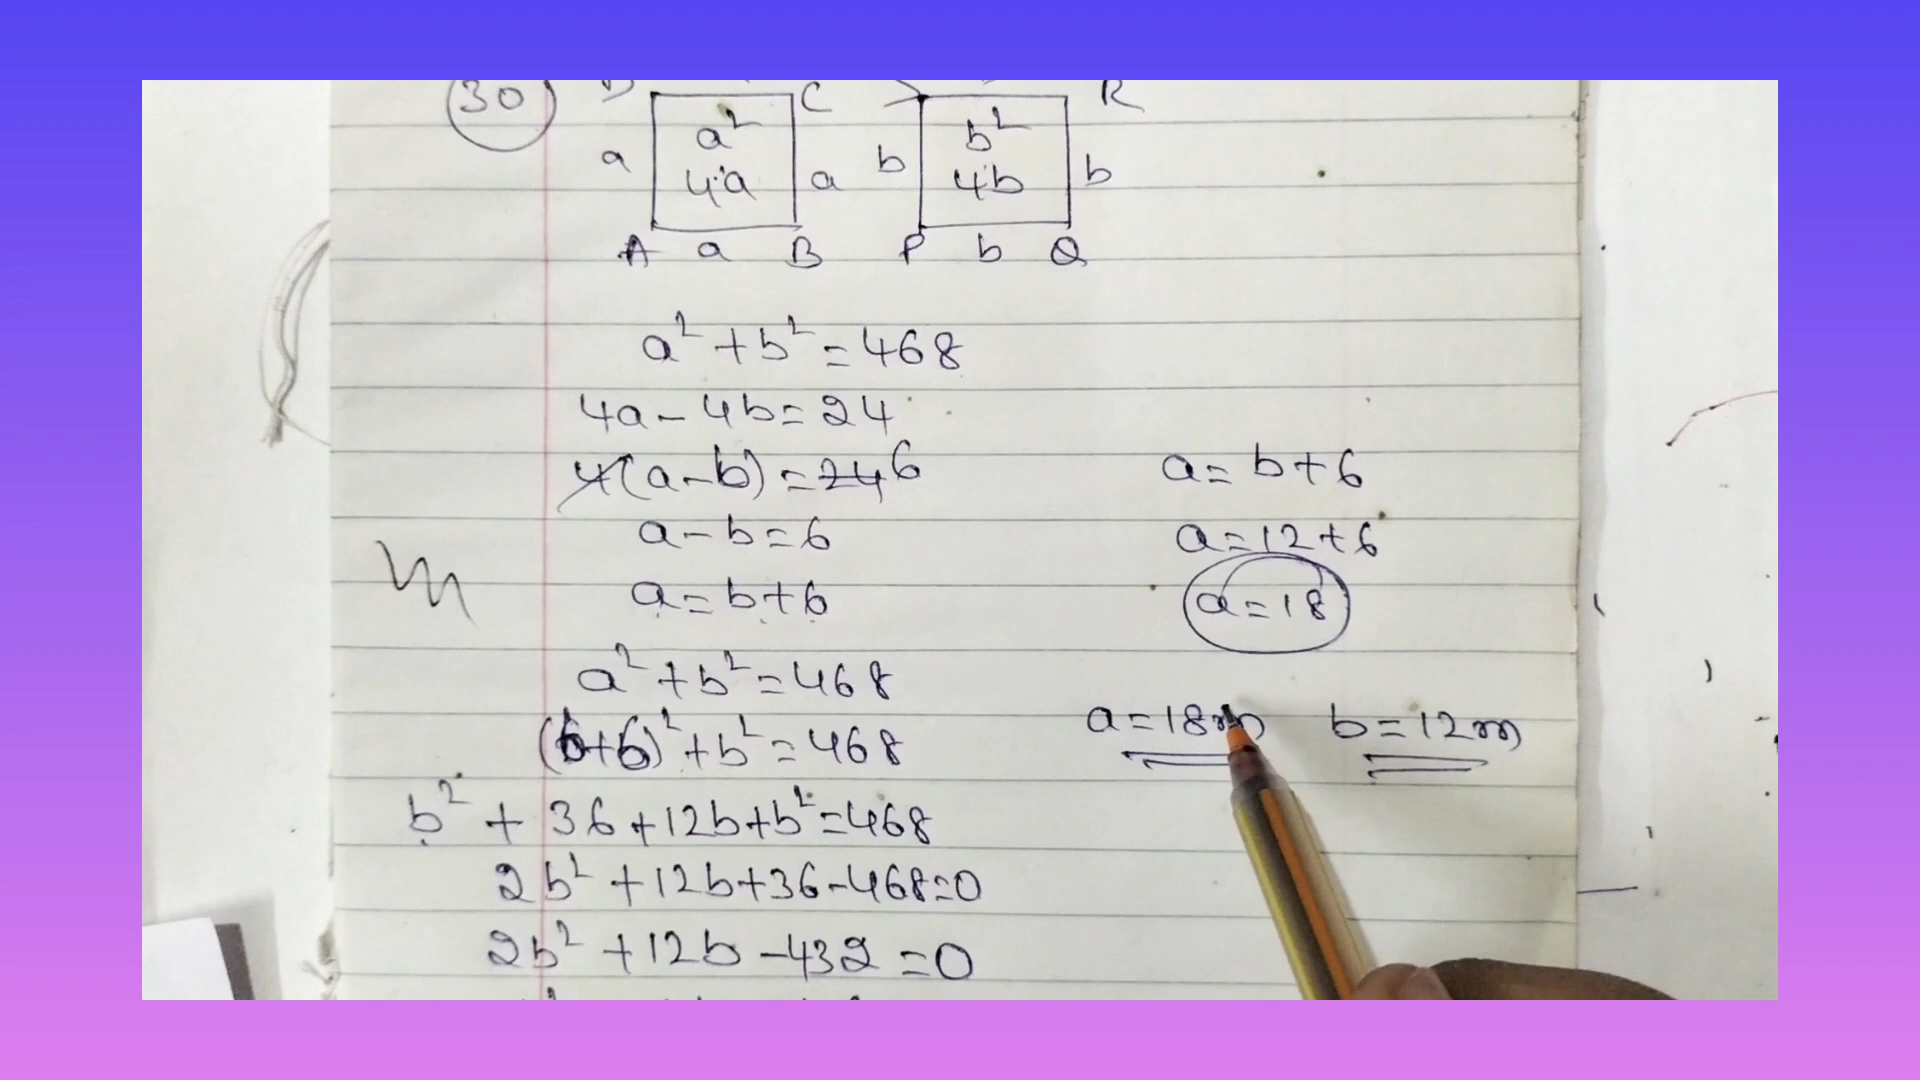 30
D C R
a² b²
a 4a a b 4b b
A a B P b Q
a² + b² = 468
4a - 4b = 24
4(a-b) = 24 6
a - b = 6
a = b + 6
a² + b² = 468
(b+6)² + b² = 468
b² + 36 + 12b + b² = 468
2b² + 12b + 36 - 468 = 0
2b² + 12b - 432 = 0
a = b + 6
a = 12 + 6
a = 18
a = 18m b = 12m